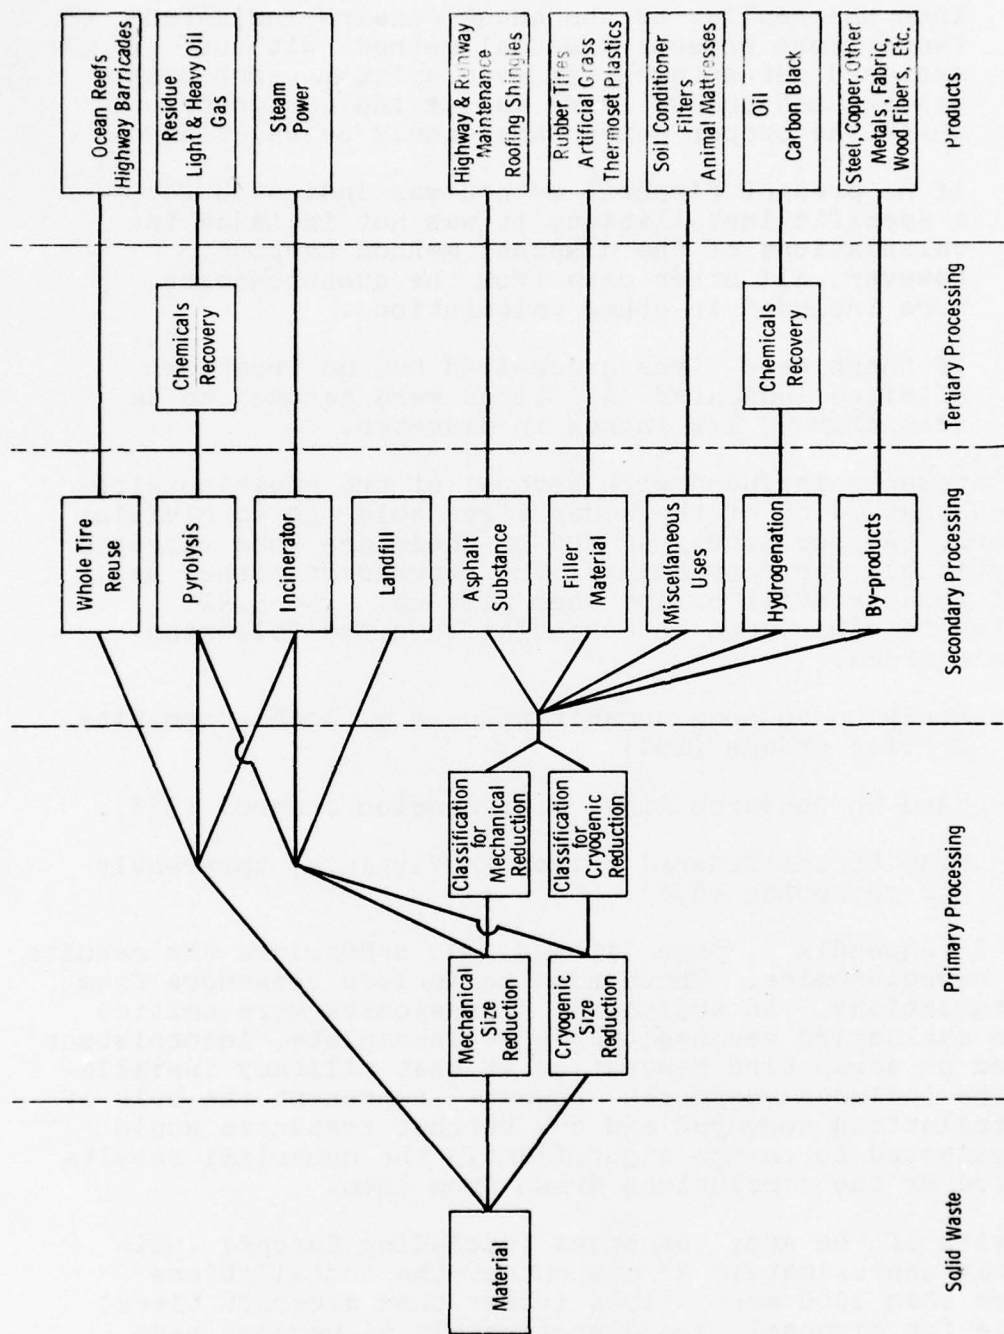 Material
Mechanical
Size
Reduction
Cryogenic
Size
Reduction
Classification
for
Mechanical
Reduction
Classification
for
Cryogenic
Reduction
Whole Tire
Reuse
Pyrolysis
Incinerator
Landfill
Asphalt
Substance
Filler
Material
Miscellaneous
Uses
Hydrogenation
By-products
Chemicals
Recovery
Chemicals
Recovery
Ocean Reefs
Highway Barricades
Residue
Light & Heavy Oil
Gas
Steam
Power
Highway & Runway
Maintenance
Roofing Shingles
Rubber Tires
Artificial Grass
Thermoset Plastics
Soil Conditioner
Filters
Animal Mattresses
Oil
Carbon Black
Steel, Copper, Other
Metals, Fabric,
Wood Fibers, Etc.
Solid Waste
Primary Processing
Secondary Processing
Tertiary Processing
Products